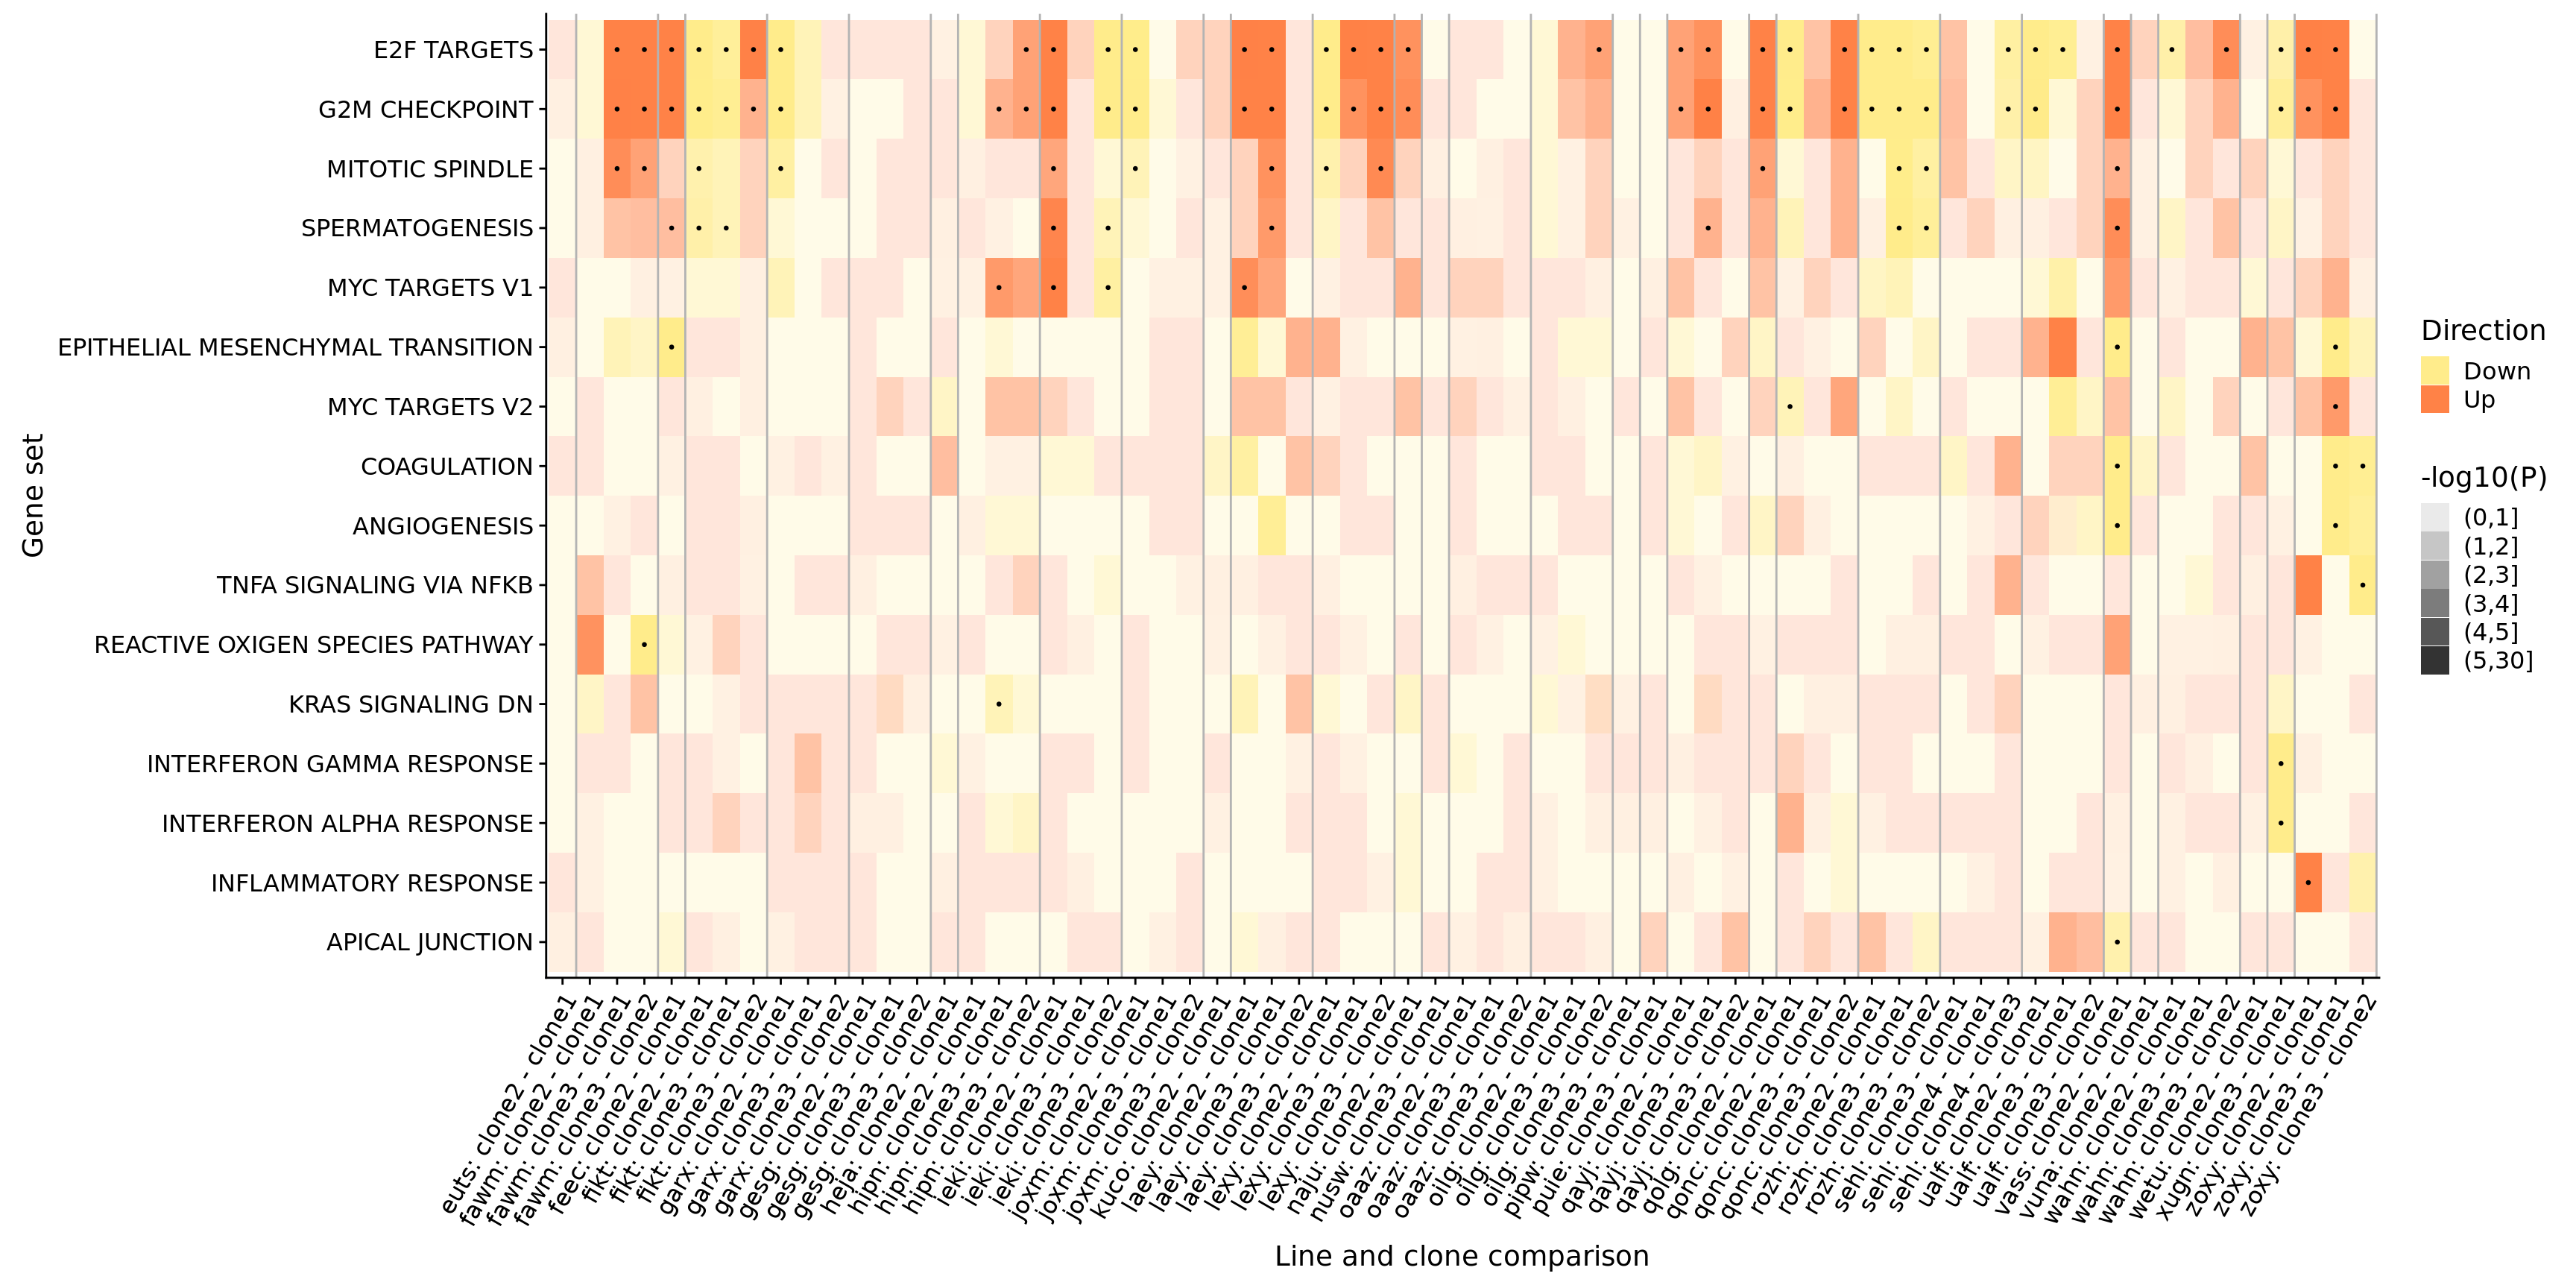 Gene set
E2F TARGETS
G2M CHECKPOINT
MITOTIC SPINDLE
SPERMATOGENESIS
MYC TARGETS V1
EPITHELIAL MESENCHYMAL TRANSITION
MYC TARGETS V2
COAGULATION
ANGIOGENESIS
TNFA SIGNALING VIA NFKB
REACTIVE OXIGEN SPECIES PATHWAY
KRAS SIGNALING DN
INTERFERON GAMMA RESPONSE
INTERFERON ALPHA RESPONSE
INFLAMMATORY RESPONSE
APICAL JUNCTION
euts: clone2 - clone1
fawm: clone2 - clone1
fawm: clone3 - clone1
fawm: clone3 - clone2
feec: clone2 - clone1
fikt: clone2 - clone1
fikt: clone3 - clone1
fikt: clone3 - clone2
garx: clone2 - clone1
garx: clone3 - clone1
garx: clone3 - clone2
gesg: clone2 - clone1
gesg: clone3 - clone1
gesg: clone3 - clone2
heja: clone2 - clone1
hipn: clone2 - clone1
hipn: clone3 - clone1
hipn: clone3 - clone2
ieki: clone2 - clone1
ieki: clone3 - clone1
ieki: clone3 - clone2
joxm: clone2 - clone1
joxm: clone3 - clone1
joxm: clone3 - clone2
kuco: clone2 - clone1
laey: clone2 - clone1
laey: clone3 - clone1
laey: clone3 - clone2
lexy: clone2 - clone1
lexy: clone3 - clone1
lexy: clone3 - clone2
naju: clone2 - clone1
nusw: clone2 - clone1
oaaz: clone2 - clone1
oaaz: clone3 - clone1
oaaz: clone3 - clone2
oilg: clone2 - clone1
oilg: clone3 - clone1
oilg: clone3 - clone2
pipw: clone3 - clone1
puie: clone2 - clone1
qayj: clone2 - clone1
qayj: clone3 - clone1
qayj: clone3 - clone2
qolg: clone2 - clone1
qonc: clone2 - clone1
qonc: clone3 - clone1
qonc: clone3 - clone2
rozh: clone2 - clone1
rozh: clone3 - clone1
rozh: clone3 - clone2
sehl: clone3 - clone1
sehl: clone4 - clone1
sehl: clone4 - clone3
ualf: clone2 - clone1
ualf: clone3 - clone1
ualf: clone3 - clone2
vass: clone2 - clone1
vuna: clone2 - clone1
wahn: clone2 - clone1
wahn: clone3 - clone1
wahn: clone3 - clone2
wetu: clone2 - clone1
xugn: clone3 - clone1
zoxy: clone2 - clone1
zoxy: clone3 - clone1
zoxy: clone3 - clone2
Line and clone comparison
Direction
Down
Up
-log10(P)
(0,1]
(1,2]
(2,3]
(3,4]
(4,5]
(5,30]